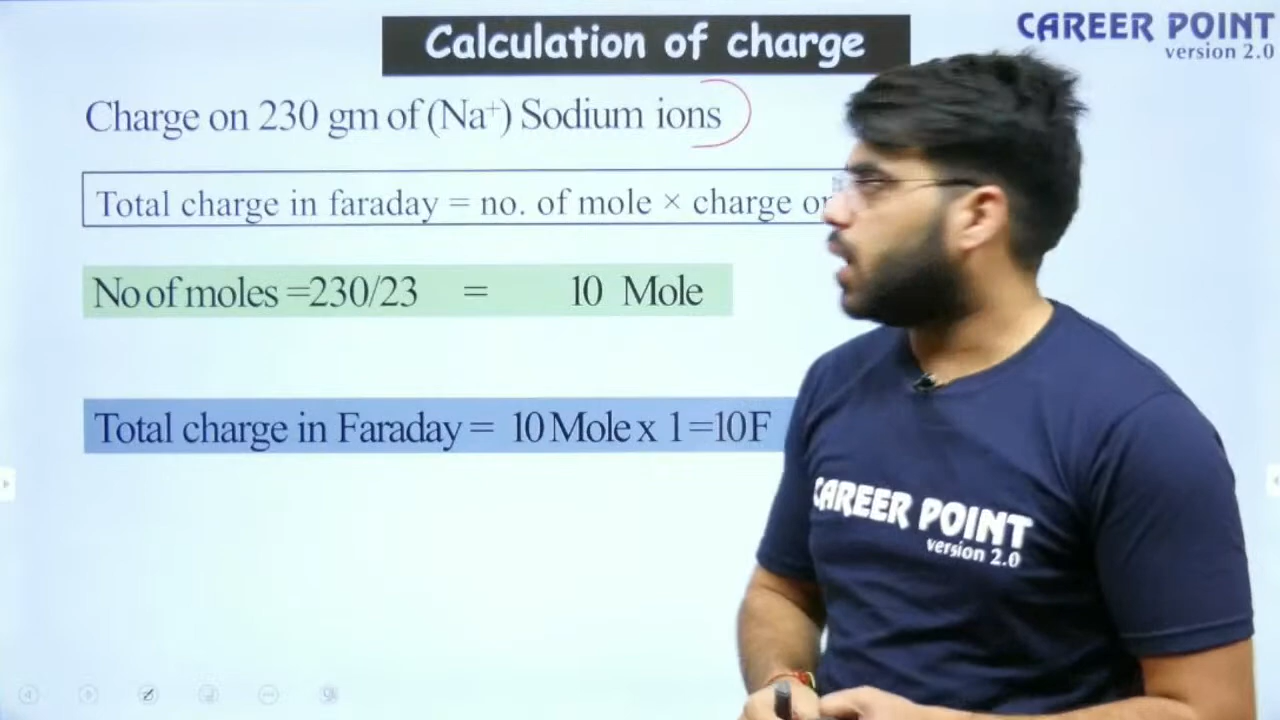 Calculation of charge
CAREER POINT
version 2.0
Charge on 230 gm of (Na⁺) Sodium ions
Total charge in faraday = no. of mole × charge
No of moles =230/23 = 10 Mole
Total charge in Faraday = 10 Mole x 1=10F
CAREER POINT
version 2.0